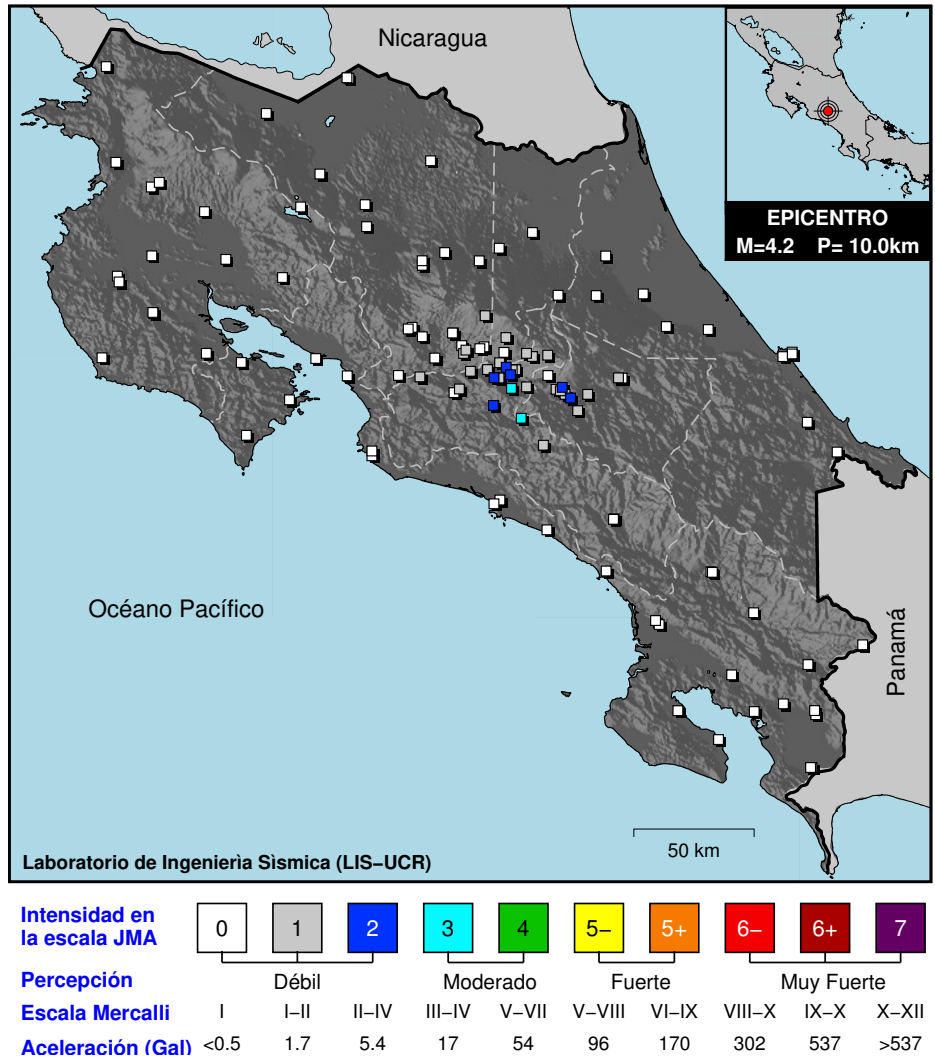 Nicaragua
EPICENTRO
M=4.2 P= 10.0km
Océano Pacífico
Panamá
50 km
Laboratorio de Ingenierìa Sìsmica (LIS–UCR)
Intensidad en
la escala JMA
0 1 2 3 4 5– 5+ 6– 6+ 7
Percepción Débil Moderado Fuerte Muy Fuerte
Escala Mercalli I I–II II–IV III–IV V–VII V–VIII VI–IX VIII–X IX–X X–XII
Aceleración (Gal) <0.5 1.7 5.4 17 54 96 170 302 537 >537